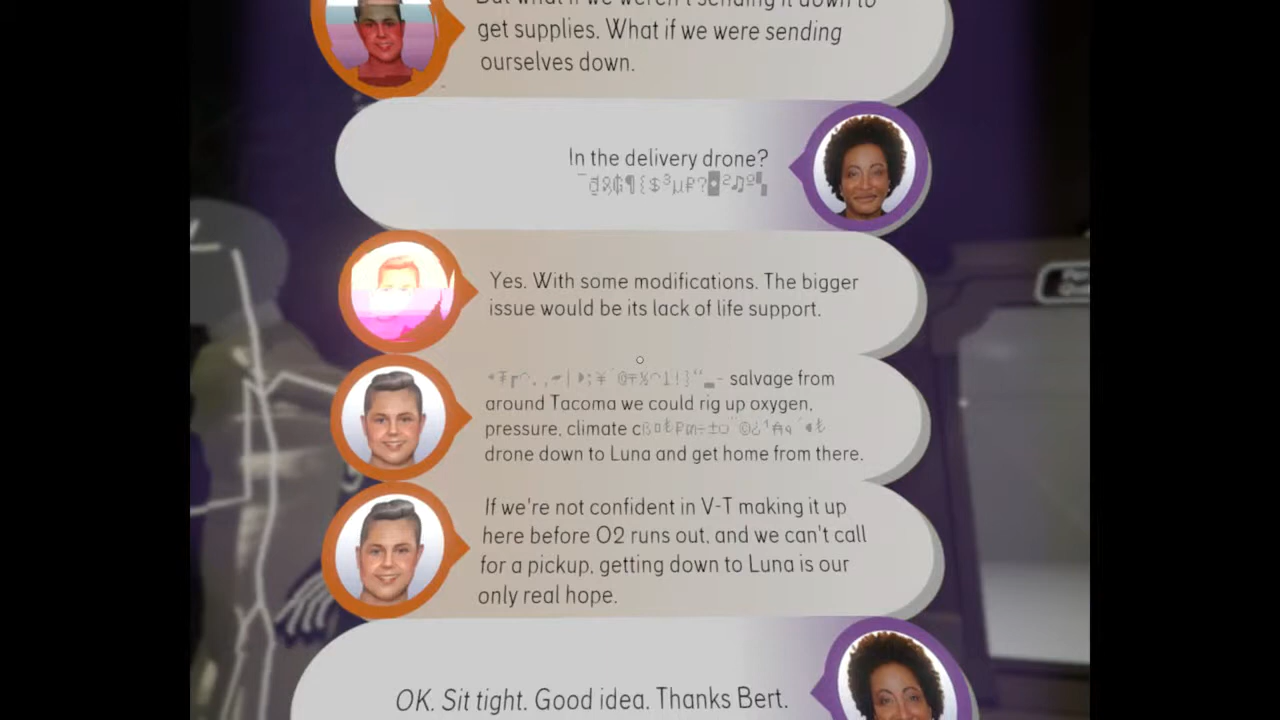 get supplies. What if we were sending
ourselves down.
In the delivery drone?
Yes. With some modifications. The bigger
issue would be its lack of life support.
salvage from
around Tacoma we could rig up oxygen,
pressure, climate
drone down to Luna and get home from there.
If we're not confident in V-T making it up
here before O2 runs out, and we can't call
for a pickup, getting down to Luna is our
only real hope.
OK. Sit tight. Good idea. Thanks Bert.